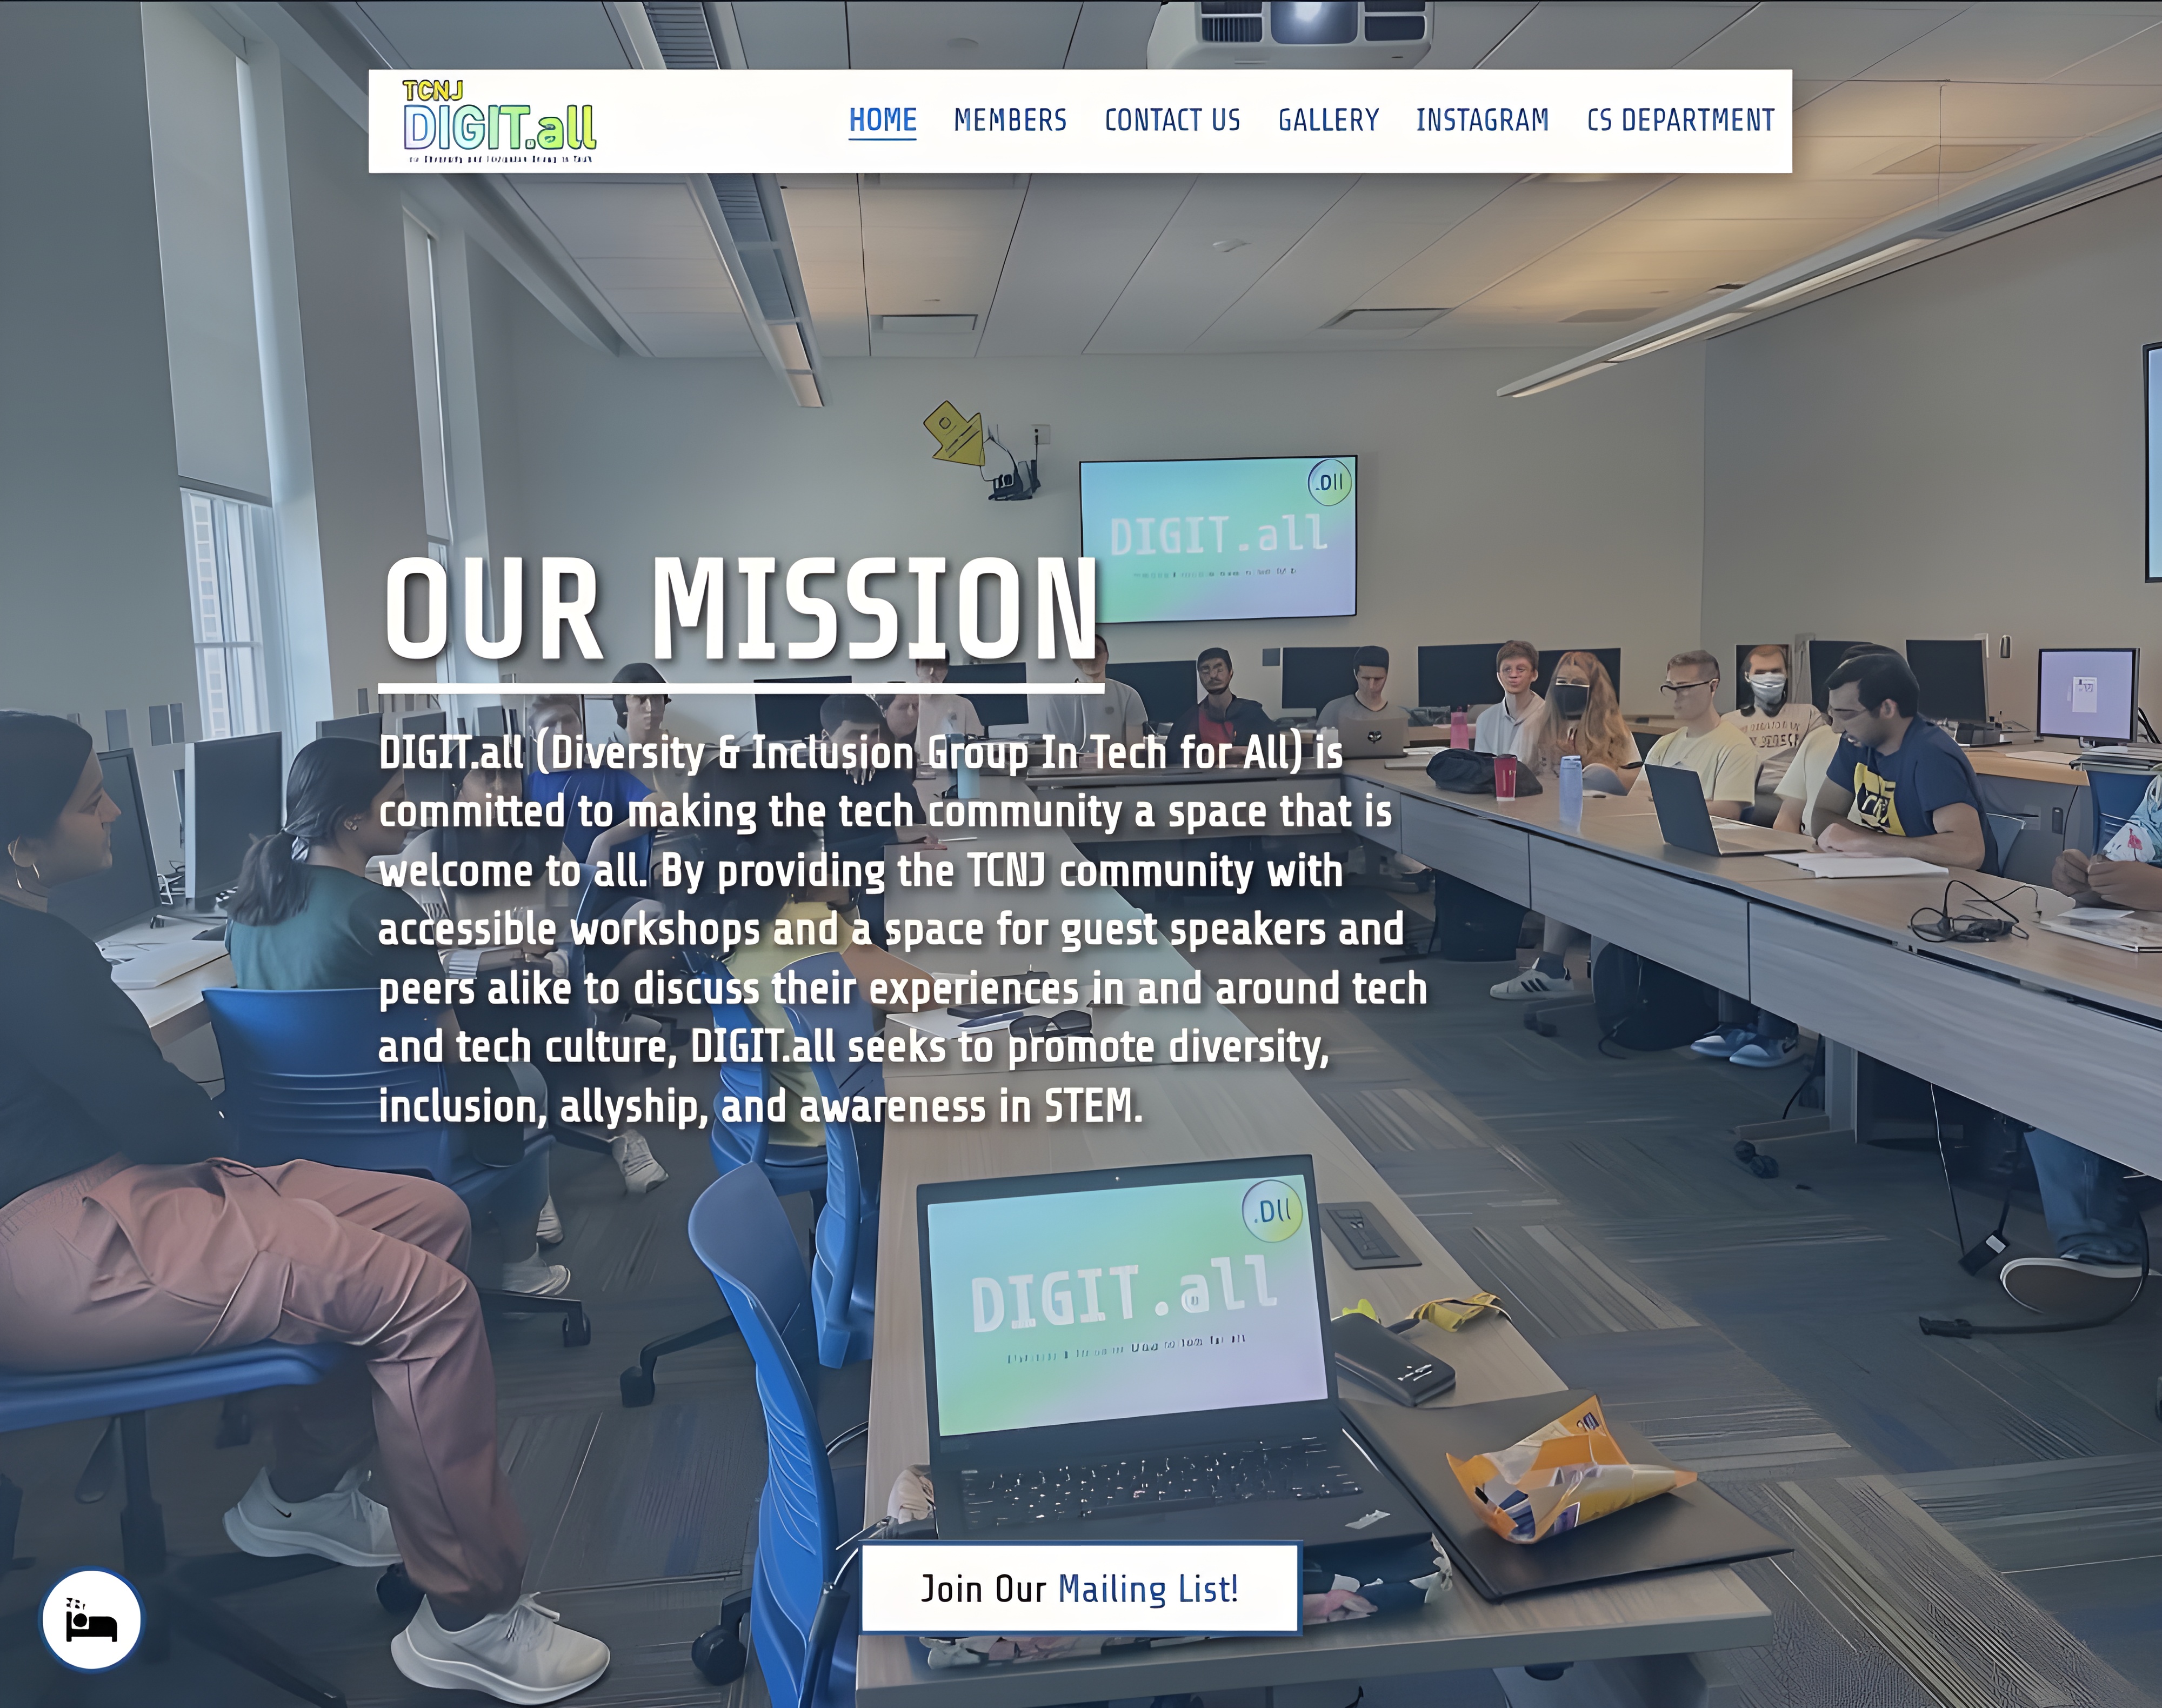 TCNJ
DIGIT.all
HOME MEMBERS CONTACT US GALLERY INSTAGRAM CS DEPARTMENT
.DII
DIGIT.all
OUR MISSION
DIGIT.all (Diversity & Inclusion Group In Tech for All) is
committed to making the tech community a space that is
welcome to all. By providing the TCNJ community with
accessible workshops and a space for guest speakers and
peers alike to discuss their experiences in and around tech
and tech culture, DIGIT.all seeks to promote diversity,
inclusion, allyship, and awareness in STEM.
.Dll
DIGIT.all
Join Our Mailing List!